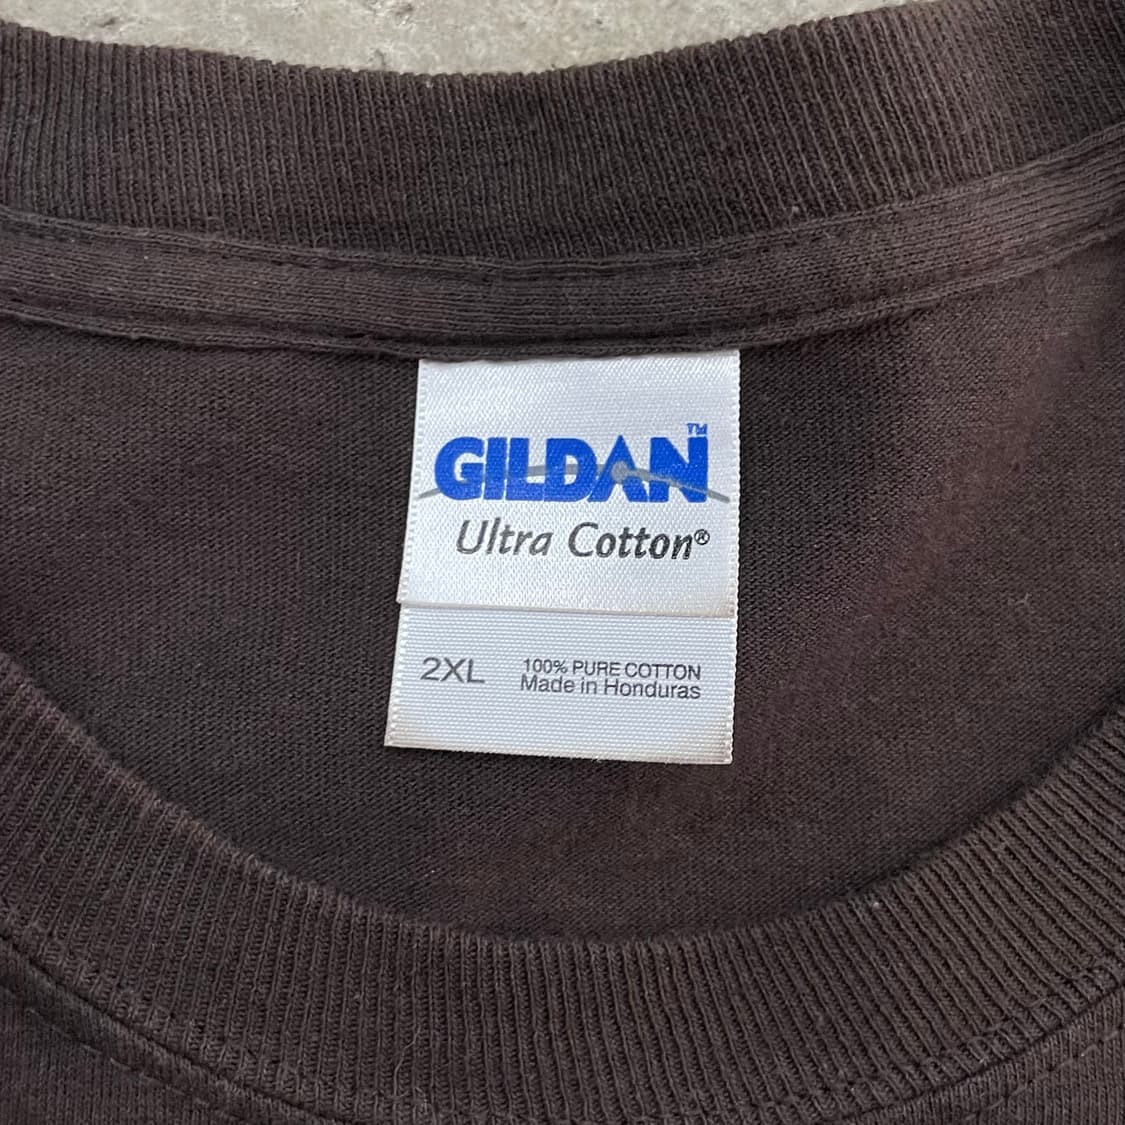 GILDAN™
Ultra Cotton®
2XL 100% PURE COTTON
Made in Honduras